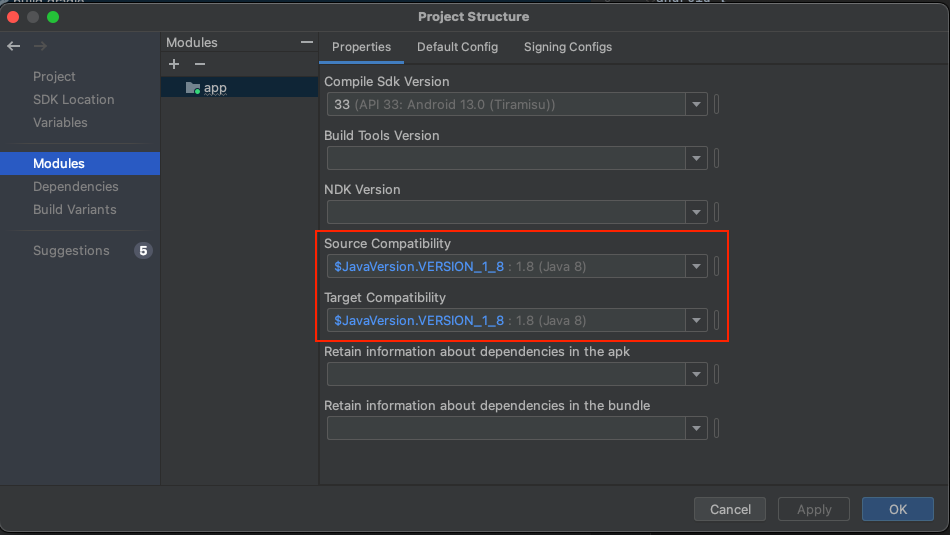 Project Structure
Project
SDK Location
Variables
Modules
Dependencies
Build Variants
Suggestions 5
Modules
app
Properties Default Config Signing Configs
Compile Sdk Version
33 (API 33: Android 13.0 (Tiramisu))
Build Tools Version
NDK Version
Source Compatibility
$JavaVersion.VERSION_1_8 : 1.8 (Java 8)
Target Compatibility
$JavaVersion.VERSION_1_8 : 1.8 (Java 8)
Retain information about dependencies in the apk
Retain information about dependencies in the bundle
Cancel Apply OK